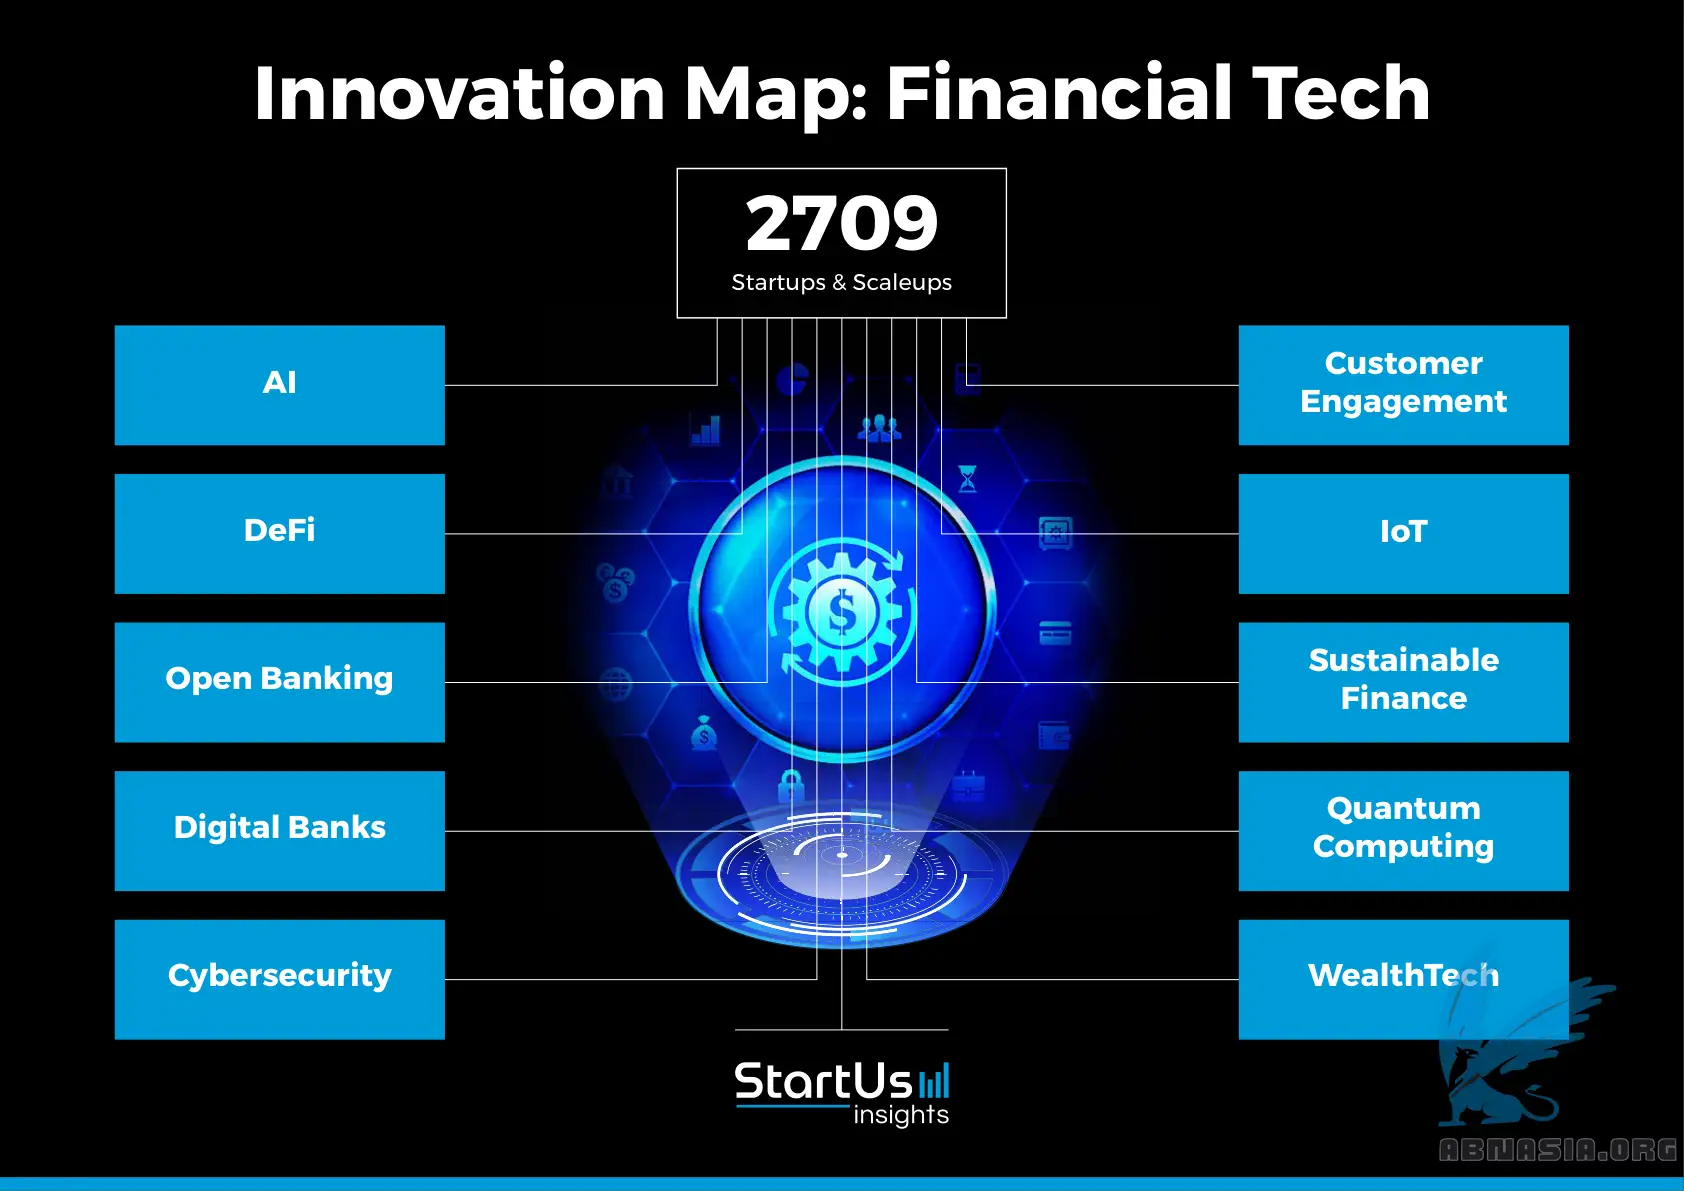 Innovation Map: Financial Tech
2709
Startups & Scaleups
AI
DeFi
Open Banking
Digital Banks
Cybersecurity
Customer
Engagement
IoT
Sustainable
Finance
Quantum
Computing
WealthTech
$
$
$
StartUs
insights
ABNASIA.ORG